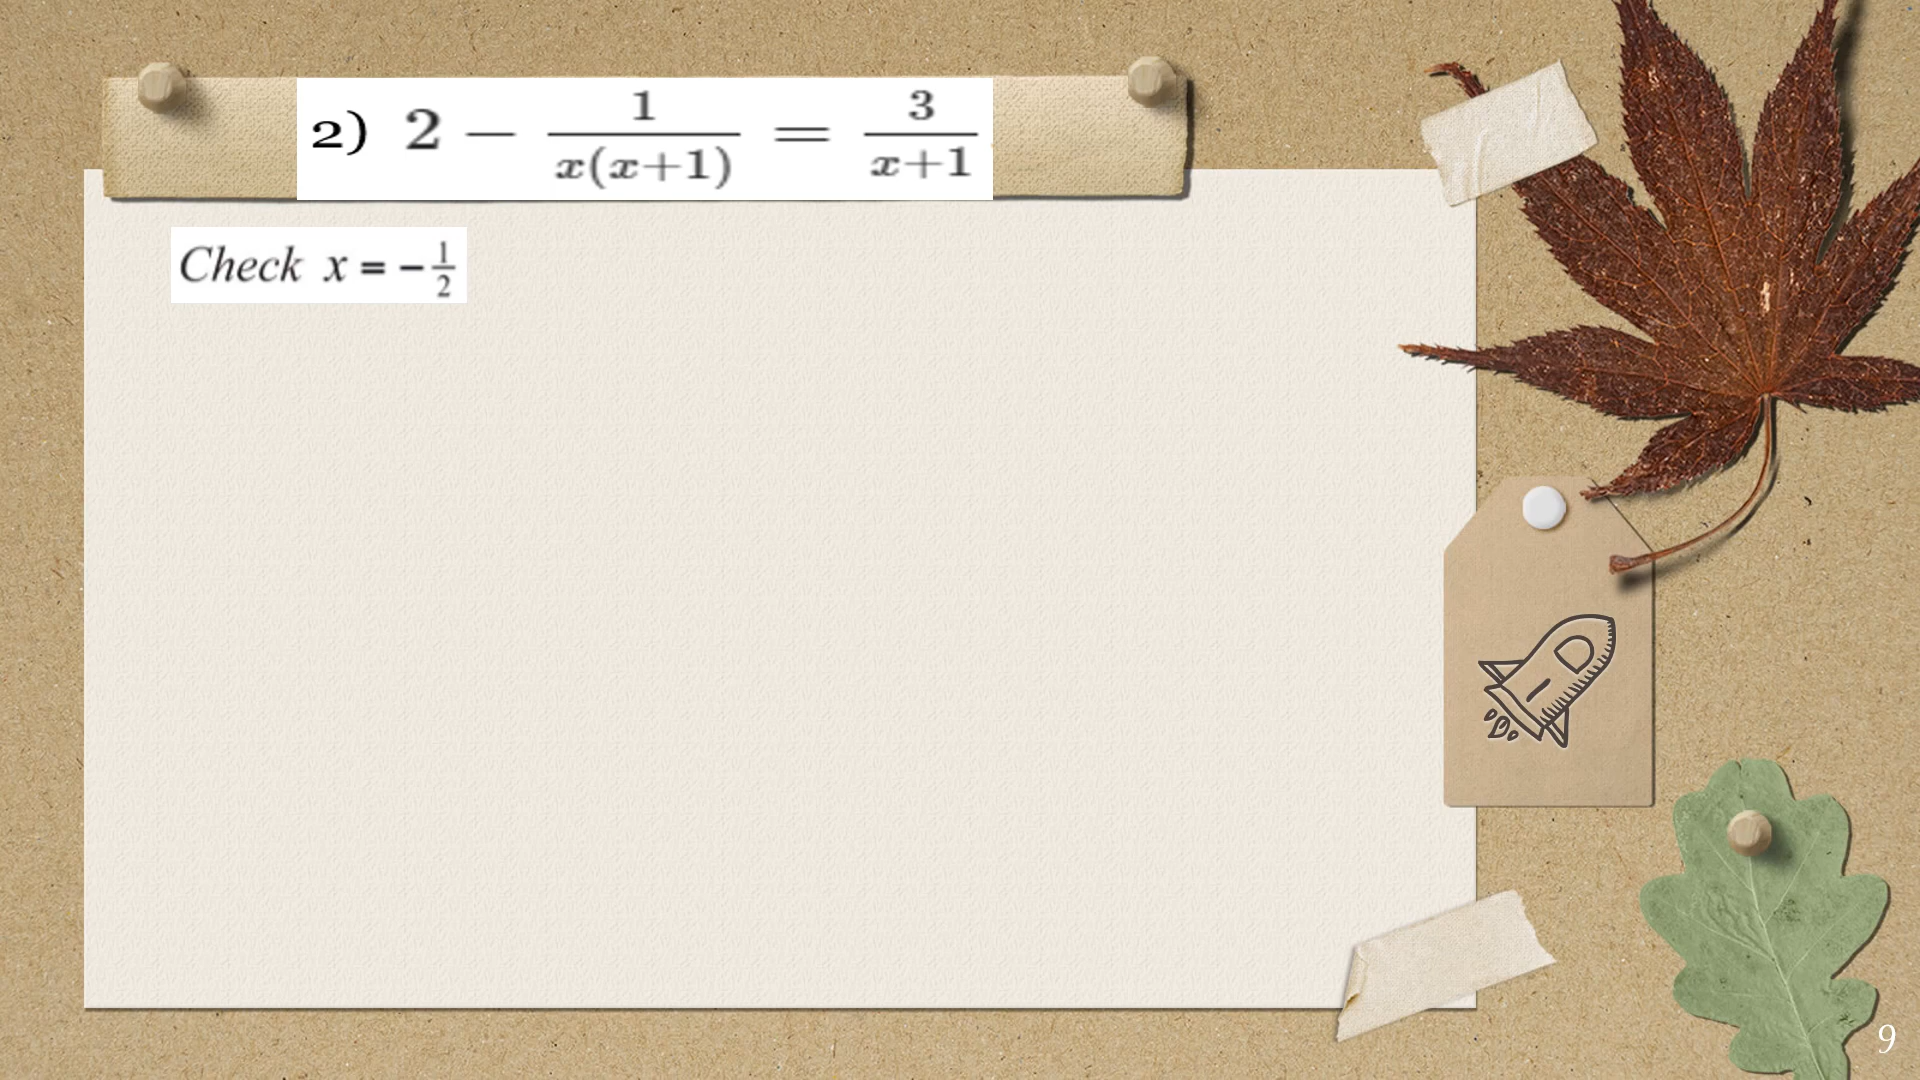 2) 2 − 1/x(x+1) = 3/x+1
Check x = −1/2
9